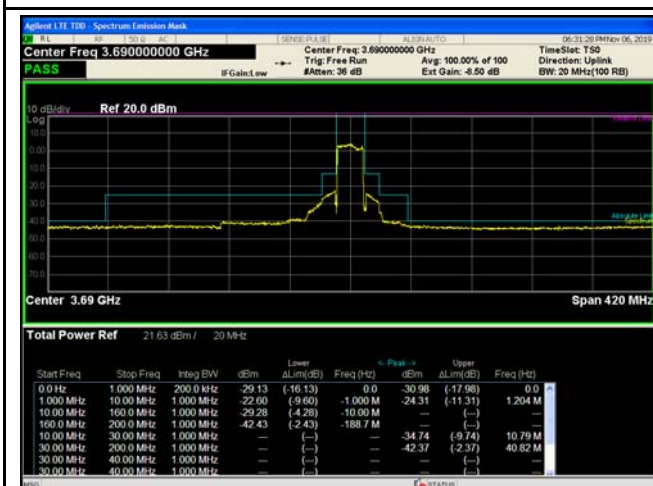 Agilent LTE TDD - Spectrum Emission Mask
RL RF 50 Ω AC SENSE:PULSE ALIGN AUTO 06:31:28 PM Nov 06, 2019
Center Freq 3.690000000 GHz Center Freq: 3.690000000 GHz TimeSlot: TS0
Trig: Free Run Avg: 100.00% of 100 Direction: Uplink
PASS IFGain:Low #Atten: 36 dB Ext Gain: -8.50 dB BW: 20 MHz(100 RB)
10 dB/div Ref 20.0 dBm
Log
10.0
0.00
10.0
20.0
30.0
40.0
50.0
60.0
70.0
Relative Limit
Absolute Limit
Spectrum
Center 3.69 GHz Span 420 MHz
Total Power Ref 21.63 dBm / 20 MHz
Lower <- Peak -> Upper
Start Freq Stop Freq Integ BW dBm ΔLim(dB) Freq (Hz) dBm ΔLim(dB) Freq (Hz)
0.0 Hz 1.000 MHz 200.0 kHz -29.13 (-16.13) 0.0 -30.98 (-17.98) 0.0
1.000 MHz 10.00 MHz 1.000 MHz -22.60 (-9.60) -1.000 M -24.31 (-11.31) 1.204 M
10.00 MHz 160.0 MHz 1.000 MHz -29.28 (-4.28) -10.00 M --- (---) ---
160.0 MHz 200.0 MHz 1.000 MHz -42.43 (-2.43) -188.7 M --- (---) ---
10.00 MHz 30.00 MHz 1.000 MHz --- (---) --- -34.74 (-9.74) 10.79 M
30.00 MHz 200.0 MHz 1.000 MHz --- (---) --- -42.37 (-2.37) 40.82 M
30.00 MHz 40.00 MHz 1.000 MHz --- (---) --- --- (---) ---
30.00 MHz 40.00 MHz 1.000 MHz --- (---) --- --- (---) ---
MSG STATUS